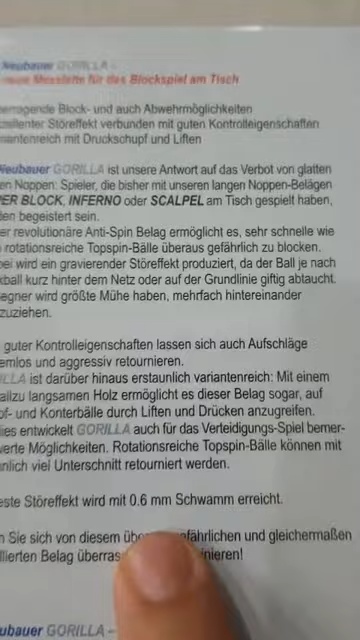 Neubauer GORILLA –
neue Messlatte für das Blockspiel am Tisch
erragende Block- und auch Abwehrmöglichkeiten
zellenter Störeffekt verbunden mit guten Kontrolleigenschaften
iantenreich mit Druckschupf und Liften
Neubauer GORILLA ist unsere Antwort auf das Verbot von glatten
en Noppen: Spieler, die bisher mit unseren langen Noppen-Belägen
ER BLOCK, INFERNO oder SCALPEL am Tisch gespielt haben,
den begeistert sein.
er revolutionäre Anti-Spin Belag ermöglicht es, sehr schnelle wie
rotationsreiche Topspin-Bälle überaus gefährlich zu blocken.
bei wird ein gravierender Störeffekt produziert, da der Ball je nach
kball kurz hinter dem Netz oder auf der Grundlinie giftig abtaucht.
egner wird größte Mühe haben, mehrfach hintereinander
zuziehen.
guter Kontrolleigenschaften lassen sich auch Aufschläge
emlos und aggressiv retournieren.
ILLA ist darüber hinaus erstaunlich variantenreich: Mit einem
allzu langsamen Holz ermöglicht es dieser Belag sogar, auf
pf- und Konterbälle durch Liften und Drücken anzugreifen.
ies entwickelt GORILLA auch für das Verteidigungs-Spiel bemer-
werte Möglichkeiten. Rotationsreiche Topspin-Bälle können mit
nlich viel Unterschnitt retourniert werden.
este Störeffekt wird mit 0.6 mm Schwamm erreicht.
n Sie sich von diesem über gefährlichen und gleichermaßen
llierten Belag überras inieren!
ubauer GORILLA –